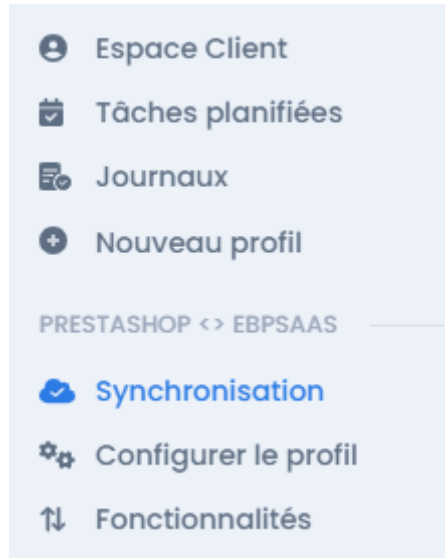 Espace Client
Tâches planifiées
Journaux
Nouveau profil
PRESTASHOP <> EBPSAAS
Synchronisation
Configurer le profil
Fonctionnalités